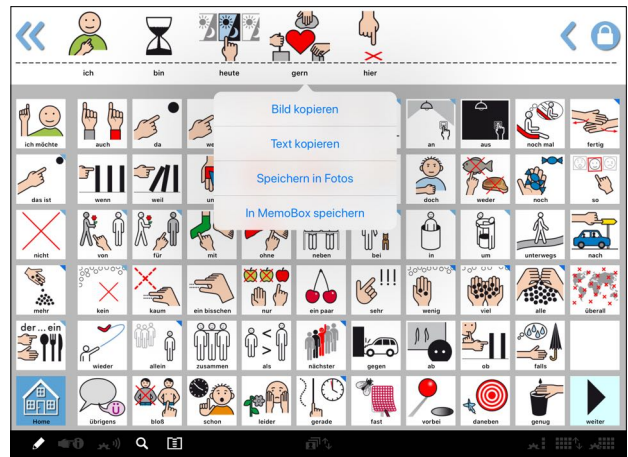 ich bin heute gern hier
Bild kopieren
Text kopieren
Speichern in Fotos
In MemoBox speichern
ich möchte auch da an aus noch mal fertig
das ist wenn weil doch weder noch so
nicht von für mit ohne neben bei in um unterwegs nach
mehr kein kaum ein bisschen nur ein paar sehr wenig viel alle überall
der ... ein
wieder allein zusammen als nächster gegen ab ob falls
Home übrigens bloß schon leider gerade fast vorbei daneben genug weiter